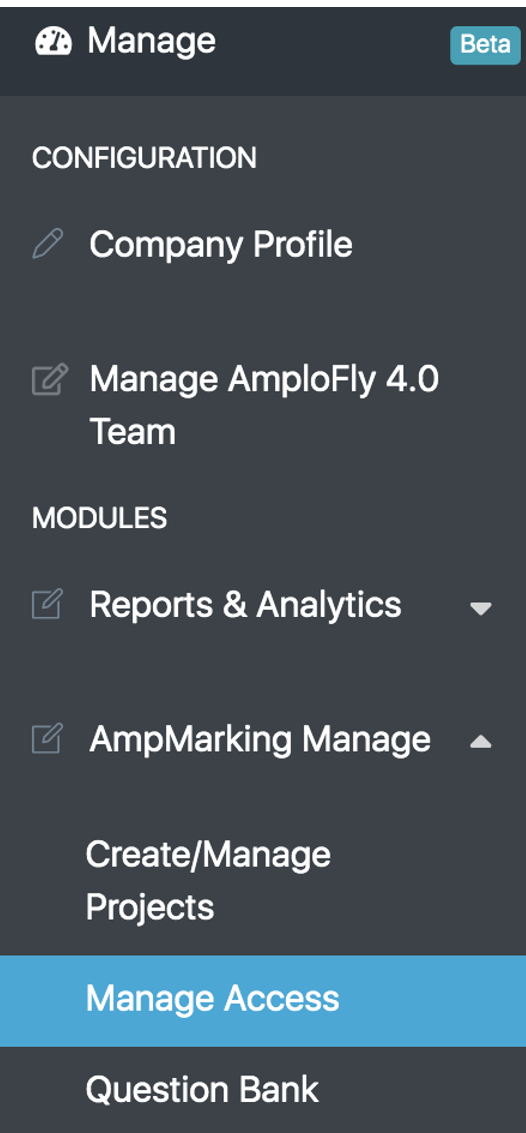 Manage
Beta
CONFIGURATION
Company Profile
Manage AmploFly 4.0
Team
MODULES
Reports & Analytics
AmpMarking Manage
Create/Manage
Projects
Manage Access
Question Bank